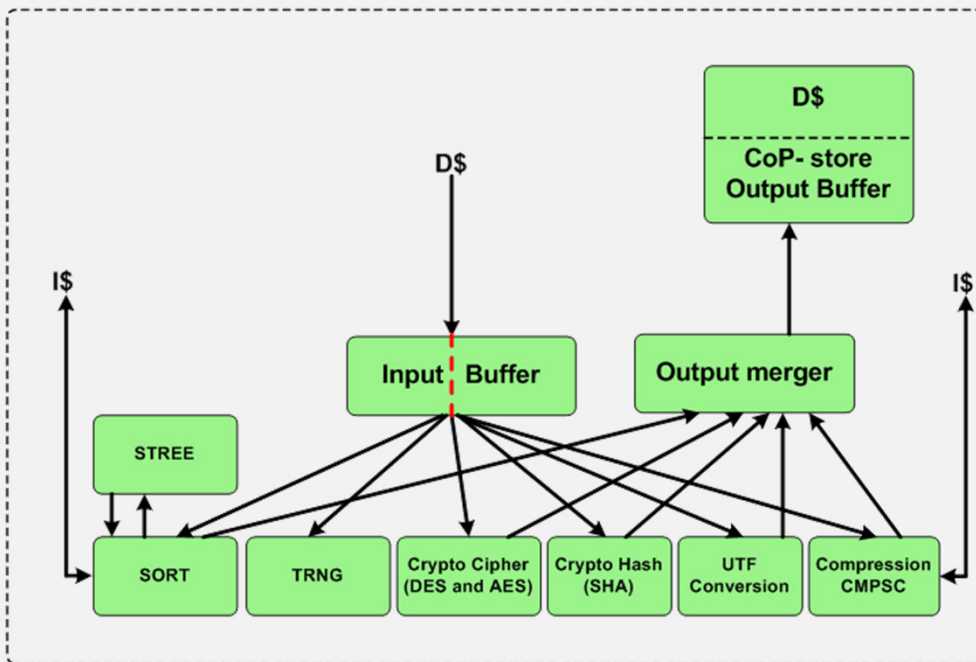 D$
CoP- store
Output Buffer
D$
I$
I$
Input Buffer
Output merger
STREE
SORT
TRNG
Crypto Cipher
(DES and AES)
Crypto Hash
(SHA)
UTF
Conversion
Compression
CMPSC